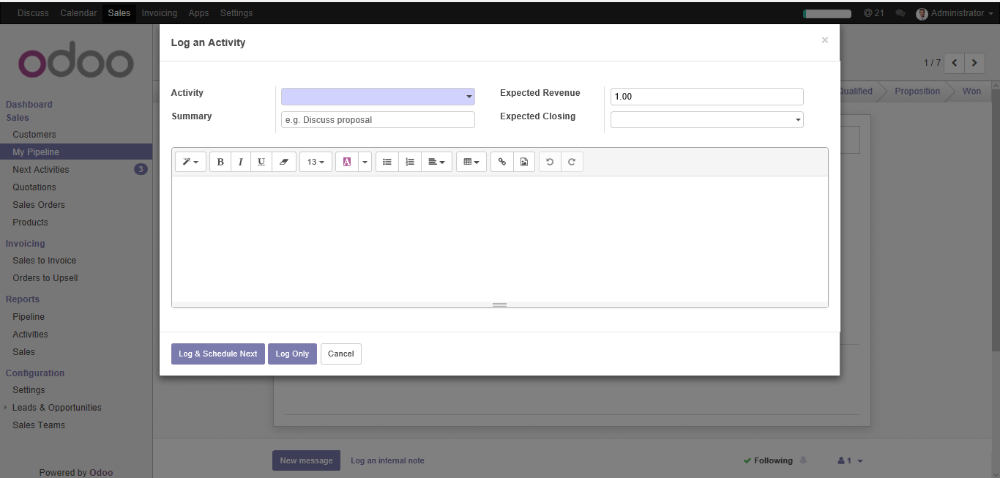 Discuss Calendar Sales Invoicing Apps Settings @ 21 Administrator
odoo
Log an Activity ×
1 / 7
Activity
Expected Revenue 1.00
Summary e.g. Discuss proposal
Expected Closing
Qualified Proposition Won
B I U 13 A
Log & Schedule Next Log Only Cancel
Dashboard
Sales
Customers
My Pipeline
Next Activities 3
Quotations
Sales Orders
Products
Invoicing
Sales to Invoice
Orders to Upsell
Reports
Pipeline
Activities
Sales
Configuration
Settings
Leads & Opportunities
Sales Teams
Powered by Odoo
New message Log an internal note Following 1